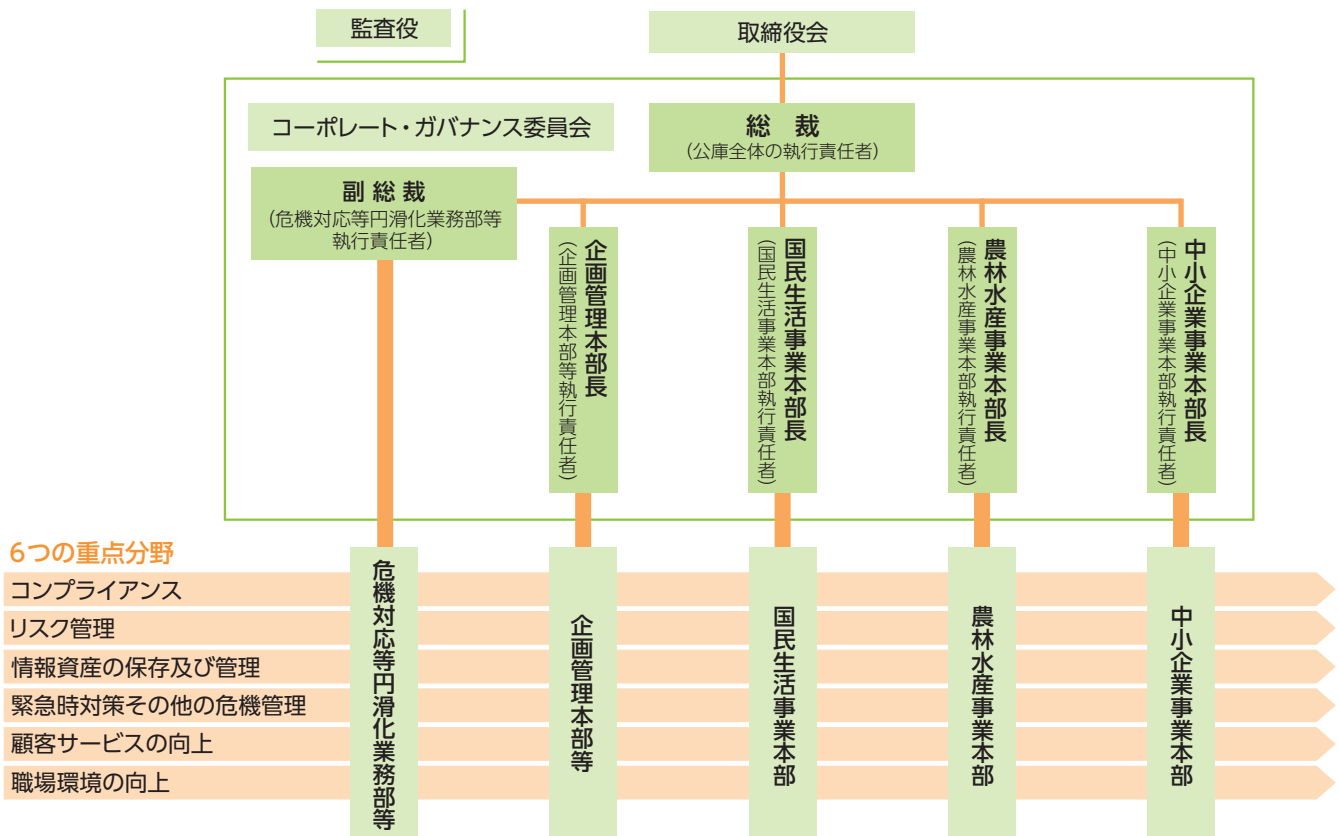 監査役
取締役会
コーポレート・ガバナンス委員会
総 裁
(公庫全体の執行責任者)
副 総 裁
(危機対応等円滑化業務部等
執行責任者)
企画管理本部長
(企画管理本部等執行責任者)
国民生活事業本部長
(国民生活事業本部執行責任者)
農林水産事業本部長
(農林水産事業本部執行責任者)
中小企業事業本部長
(中小企業事業本部執行責任者)
6つの重点分野
コンプライアンス
リスク管理
情報資産の保存及び管理
緊急時対策その他の危機管理
顧客サービスの向上
職場環境の向上
危機対応等円滑化業務部等
企画管理本部等
国民生活事業本部
農林水産事業本部
中小企業事業本部